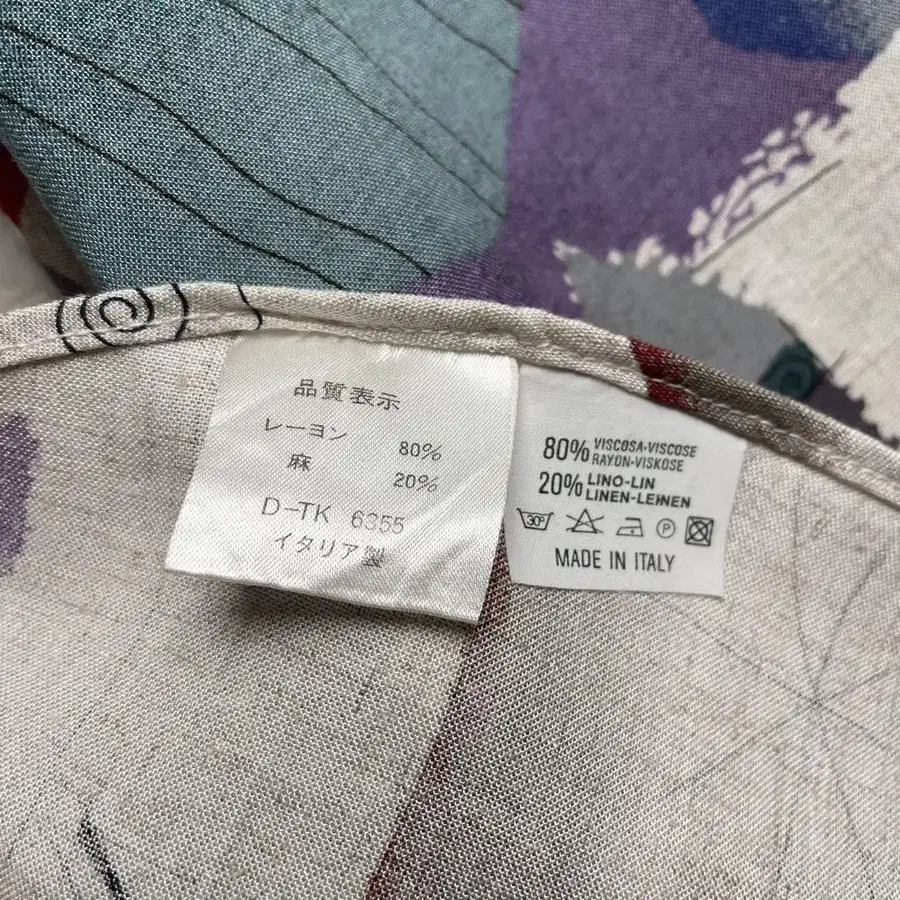 品質表示
レーヨン 80%
麻 20%
D-TK 6355
イタリア製
80% VISCOSA-VISCOSE
RAYON-VISKOSE
20% LINO-LIN
LINEN-LEINEN
30°
P
MADE IN ITALY